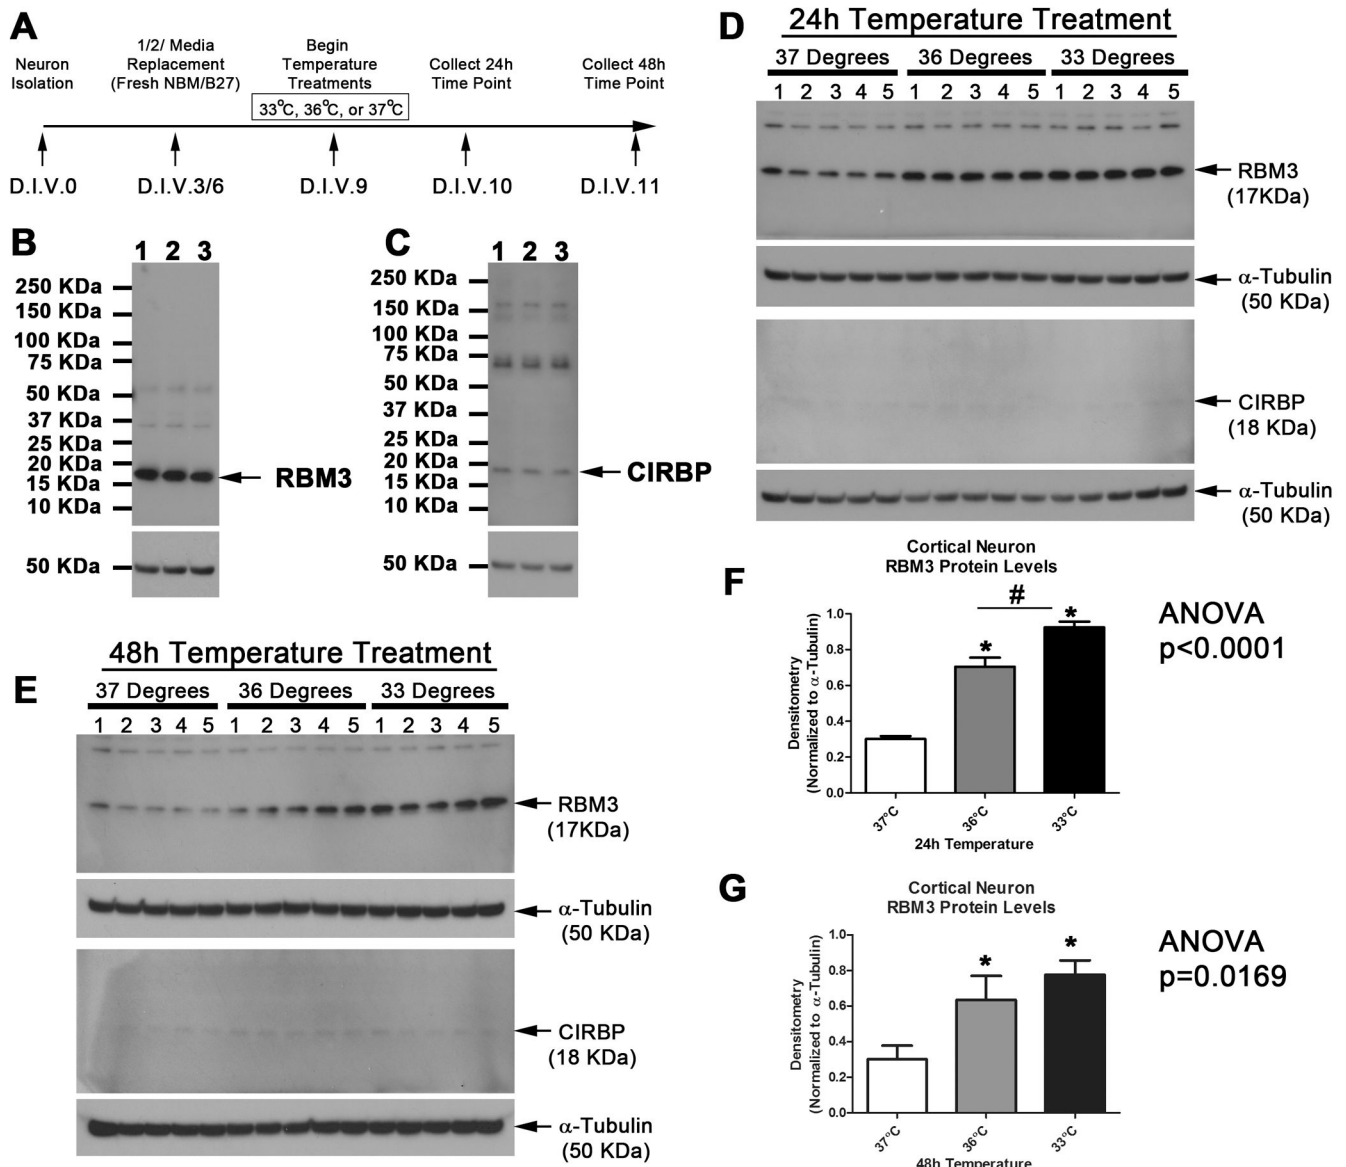 A
Neuron
Isolation
1/2/ Media
Replacement
(Fresh NBM/B27)
Begin
Temperature
Treatments
33°C, 36°C, or 37°C
Collect 24h
Time Point
Collect 48h
Time Point
D.I.V.0
D.I.V.3/6
D.I.V.9
D.I.V.10
D.I.V.11
B
1 2 3
250 KDa
150 KDa
100 KDa
75 KDa
50 KDa
37 KDa
25 KDa
20 KDa
15 KDa
10 KDa
RBM3
50 KDa
C
1 2 3
250 KDa
150 KDa
100 KDa
75 KDa
50 KDa
37 KDa
25 KDa
20 KDa
15 KDa
10 KDa
CIRBP
50 KDa
D
24h Temperature Treatment
37 Degrees 36 Degrees 33 Degrees
1 2 3 4 5 1 2 3 4 5 1 2 3 4 5
RBM3
(17KDa)
α-Tubulin
(50 KDa)
CIRBP
(18 KDa)
α-Tubulin
(50 KDa)
E
48h Temperature Treatment
37 Degrees 36 Degrees 33 Degrees
1 2 3 4 5 1 2 3 4 5 1 2 3 4 5
RBM3
(17KDa)
α-Tubulin
(50 KDa)
CIRBP
(18 KDa)
α-Tubulin
(50 KDa)
F
Cortical Neuron
RBM3 Protein Levels
Densitometry
(Normalized to α-Tubulin)
1.0
0.8
0.6
0.4
0.2
0.0
*
#
*
37°C
36°C
33°C
24h Temperature
ANOVA
p<0.0001
G
Cortical Neuron
RBM3 Protein Levels
Densitometry
(Normalized to α-Tubulin)
1.0
0.8
0.6
0.4
0.2
0.0
*
*
37°C
36°C
33°C
48h Temperature
ANOVA
p=0.0169